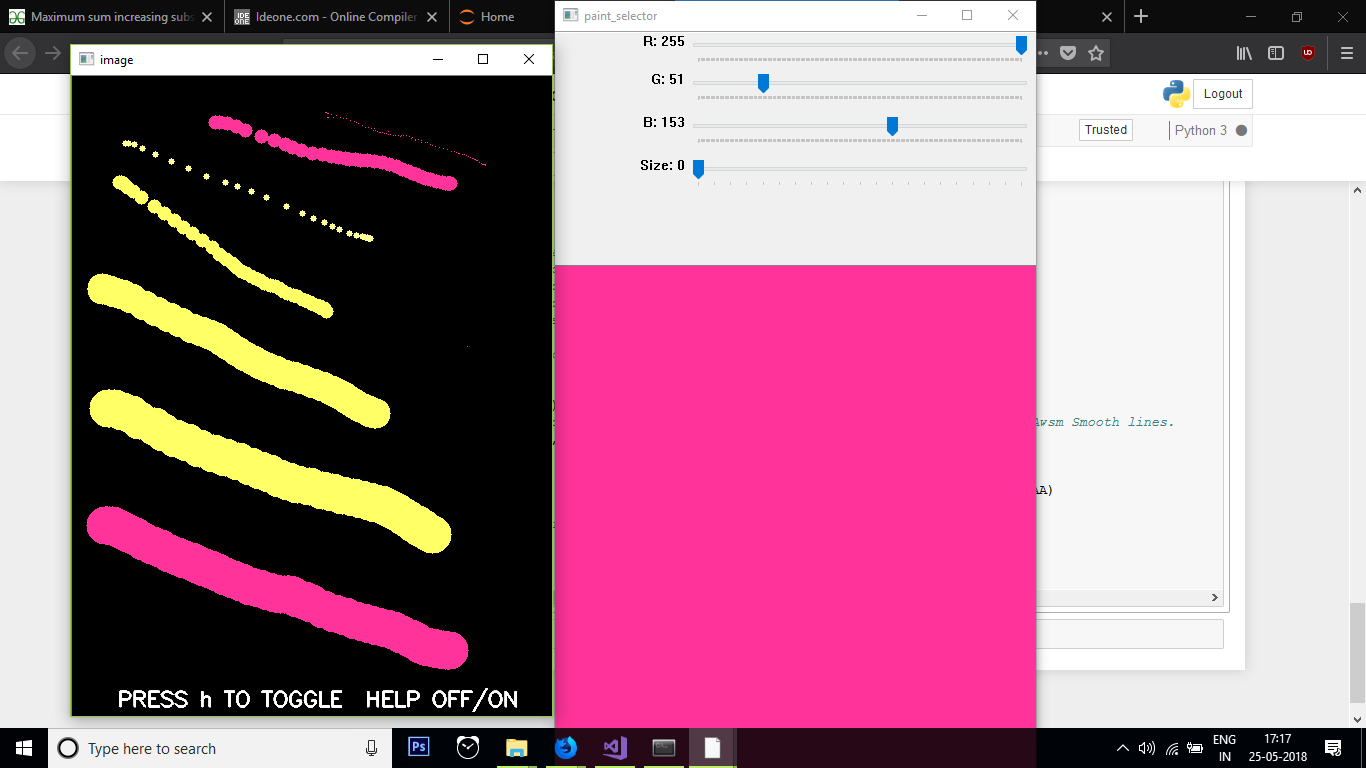 Maximum sum increasing subs
Ideone.com - Online Compiler
Home
paint_selector
image
R: 255
G: 51
B: 153
Size: 0
Logout
Trusted
Python 3
Awsm Smooth lines.
AA)
PRESS h TO TOGGLE HELP OFF/ON
Type here to search
Ps
ENG
IN
17:17
25-05-2018